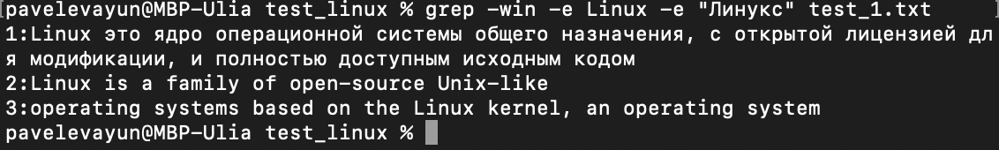 pavelevayun@MBP-Ulia test_linux % grep -win -e Linux -e "Линукс" test_1.txt
1:Linux это ядро операционной системы общего назначения, с открытой лицензией дл
я модификации, и полностью доступным исходным кодом
2:Linux is a family of open-source Unix-like
3:operating systems based on the Linux kernel, an operating system
pavelevayun@MBP-Ulia test_linux %